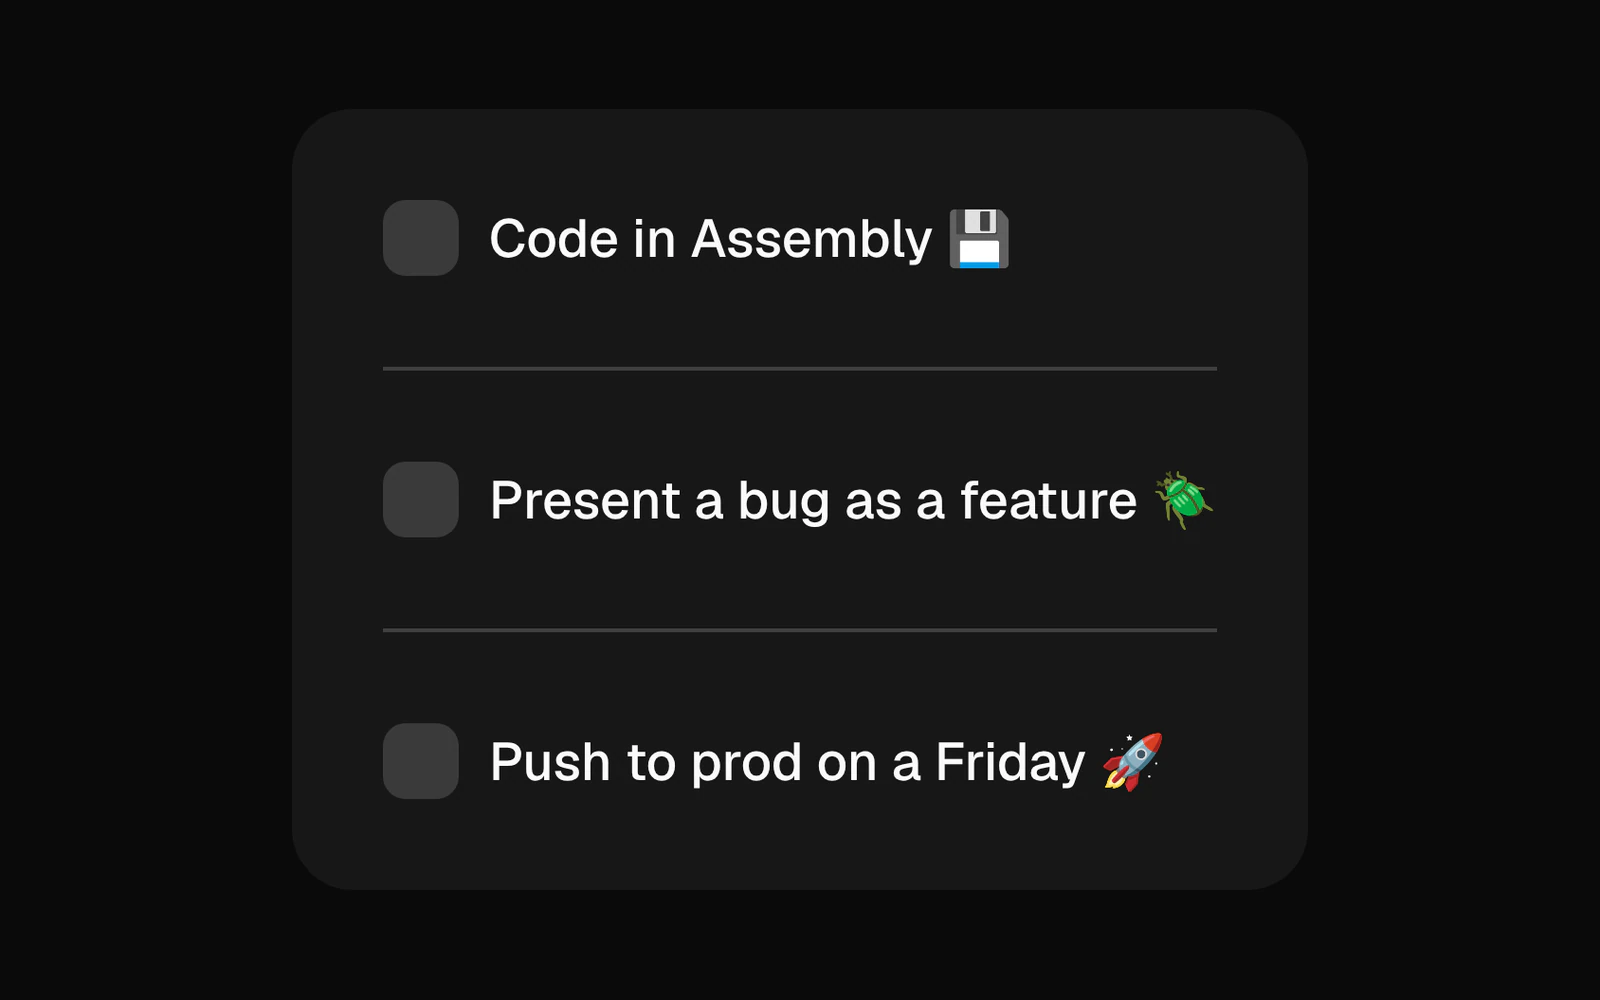 Code in Assembly 💾
Present a bug as a feature 🪲
Push to prod on a Friday 🚀